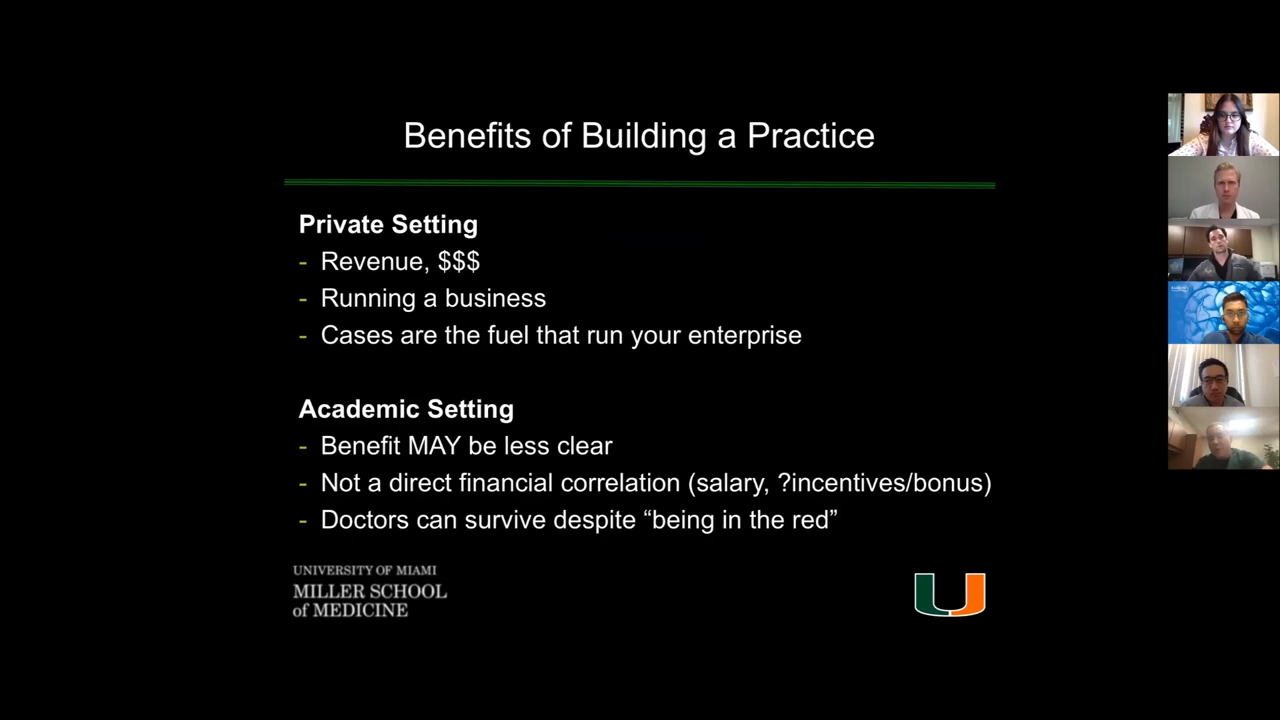 Benefits of Building a Practice
Private Setting
- Revenue, $$$
- Running a business
- Cases are the fuel that run your enterprise
Academic Setting
- Benefit MAY be less clear
- Not a direct financial correlation (salary, ?incentives/bonus)
- Doctors can survive despite “being in the red”
UNIVERSITY OF MIAMI
MILLER SCHOOL
of MEDICINE